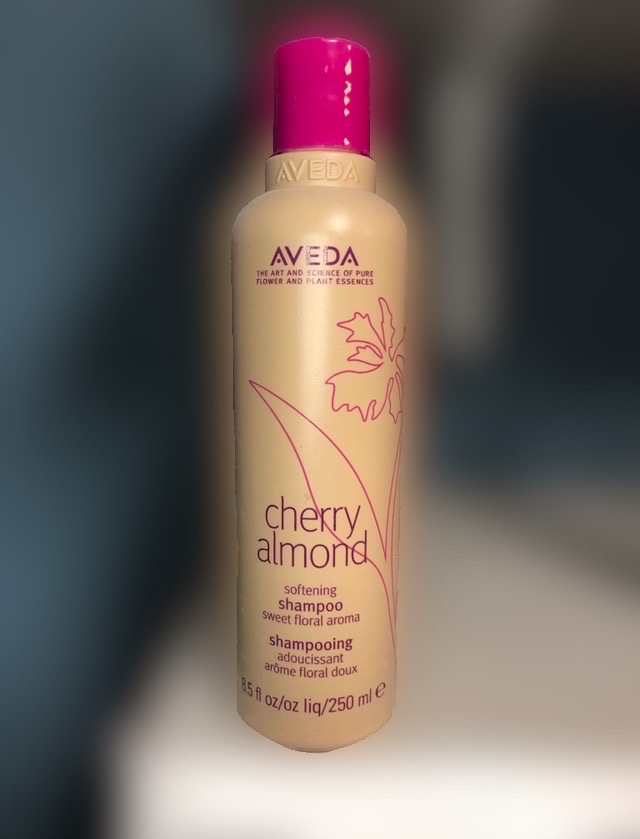 AVEDA
AVEDA
THE ART AND SCIENCE OF PURE
FLOWER AND PLANT ESSENCES
cherry
almond
softening
shampoo
sweet floral aroma
shampooing
adoucissant
arôme floral doux
8.5 fl oz/oz liq/250 ml ℮